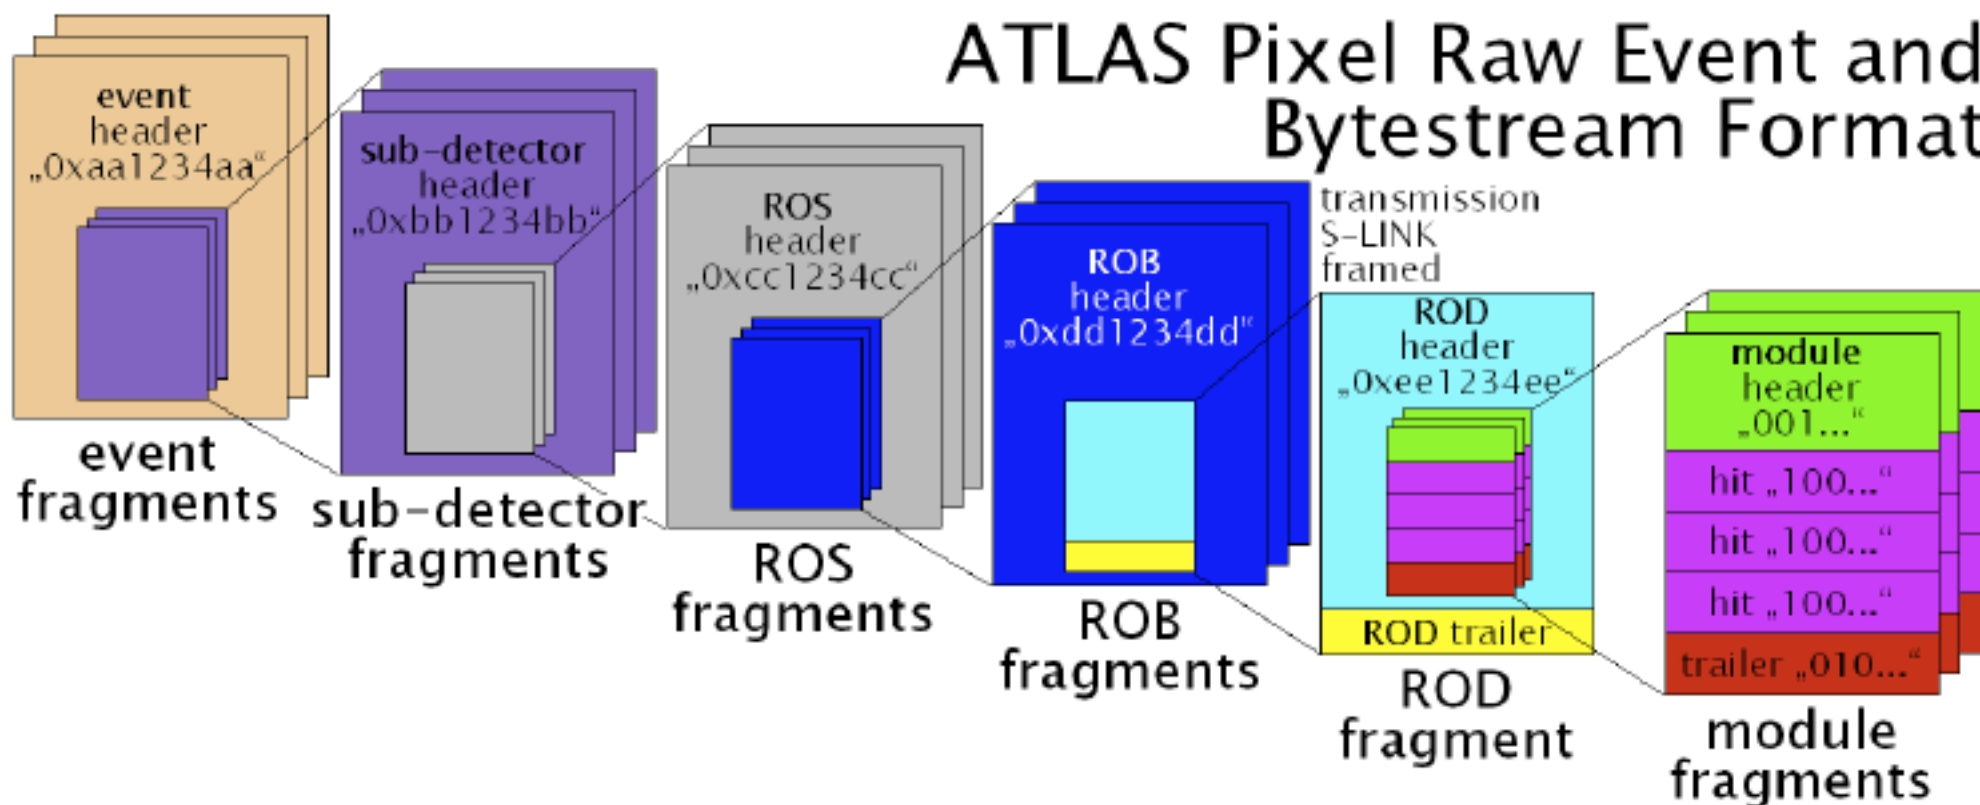 ATLAS Pixel Raw Event and
Bytestream Format
event
header
„0xaa1234aa“
event
fragments
sub-detector
header
„0xbb1234bb“
sub-detector
fragments
ROS
header
„0xcc1234cc“
ROS
fragments
ROB
header
„0xdd1234dd“
ROB
fragments
transmission
S-LINK
framed
ROD
header
„0xee1234ee“
ROD trailer
ROD
fragment
module
header
„001...“
hit „100...“
hit „100...“
hit „100...“
trailer „010...“
module
fragments